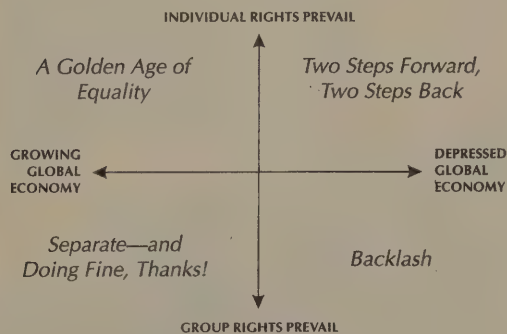 INDIVIDUAL RIGHTS PREVAIL
A Golden Age of
Equality
Two Steps Forward,
Two Steps Back
GROWING
GLOBAL
ECONOMY
DEPRESSED
GLOBAL
ECONOMY
Separate—and
Doing Fine, Thanks!
Backlash
GROUP RIGHTS PREVAIL